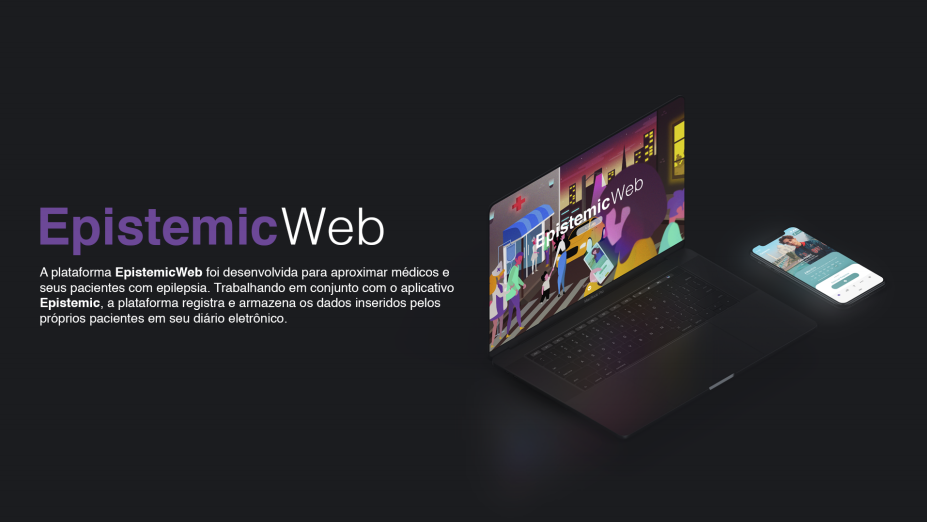 EpistemicWeb
A plataforma EpistemicWeb foi desenvolvida para aproximar médicos e
seus pacientes com epilepsia. Trabalhando em conjunto com o aplicativo
Epistemic, a plataforma registra e armazena os dados inseridos pelos
próprios pacientes em seu diário eletrônico.
EpistemicWeb